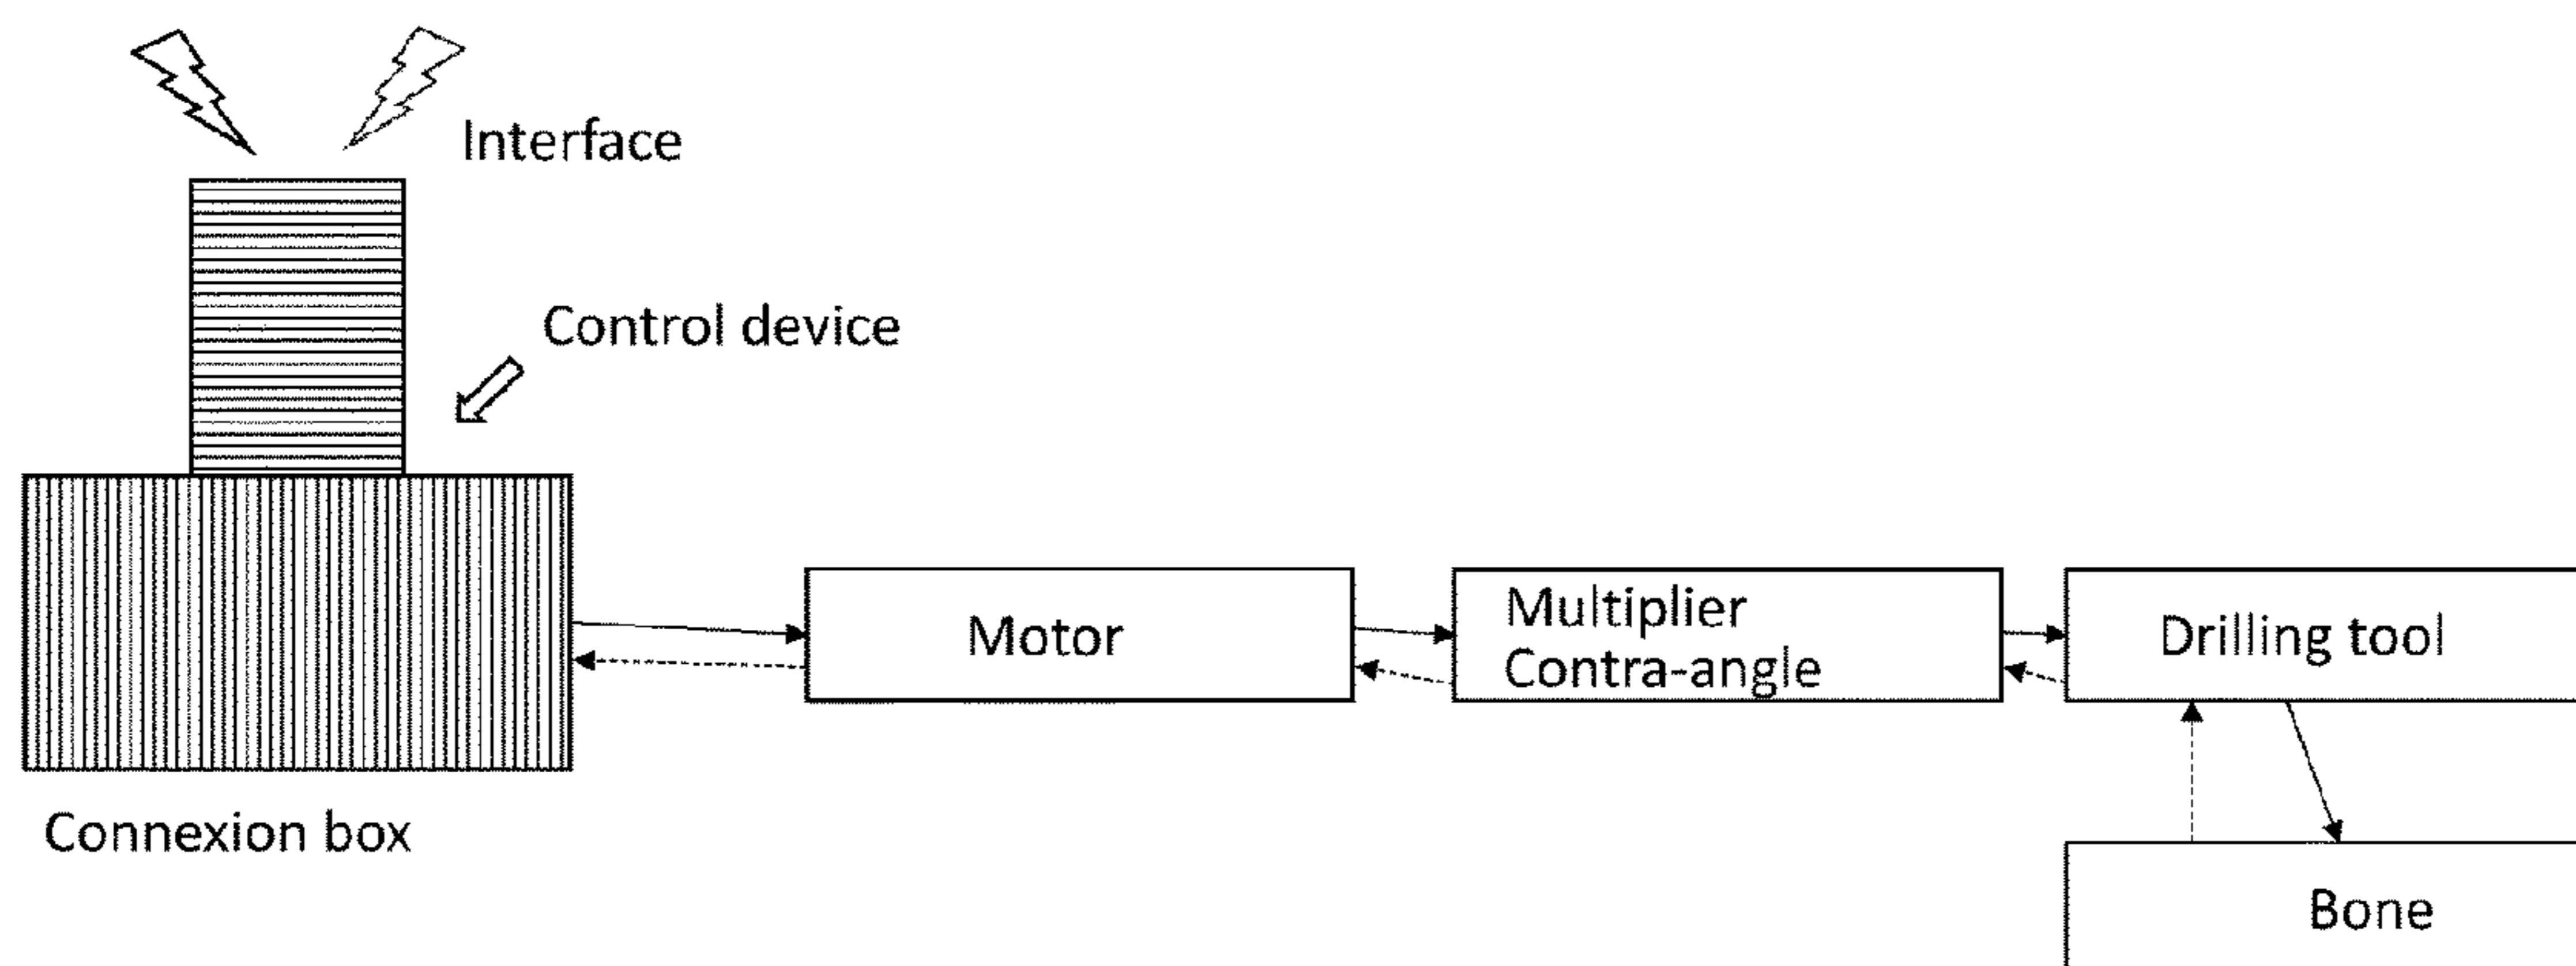 Interface
Control device
Motor
Multiplier
Contra-angle
Drilling tool
Connexion box
Bone